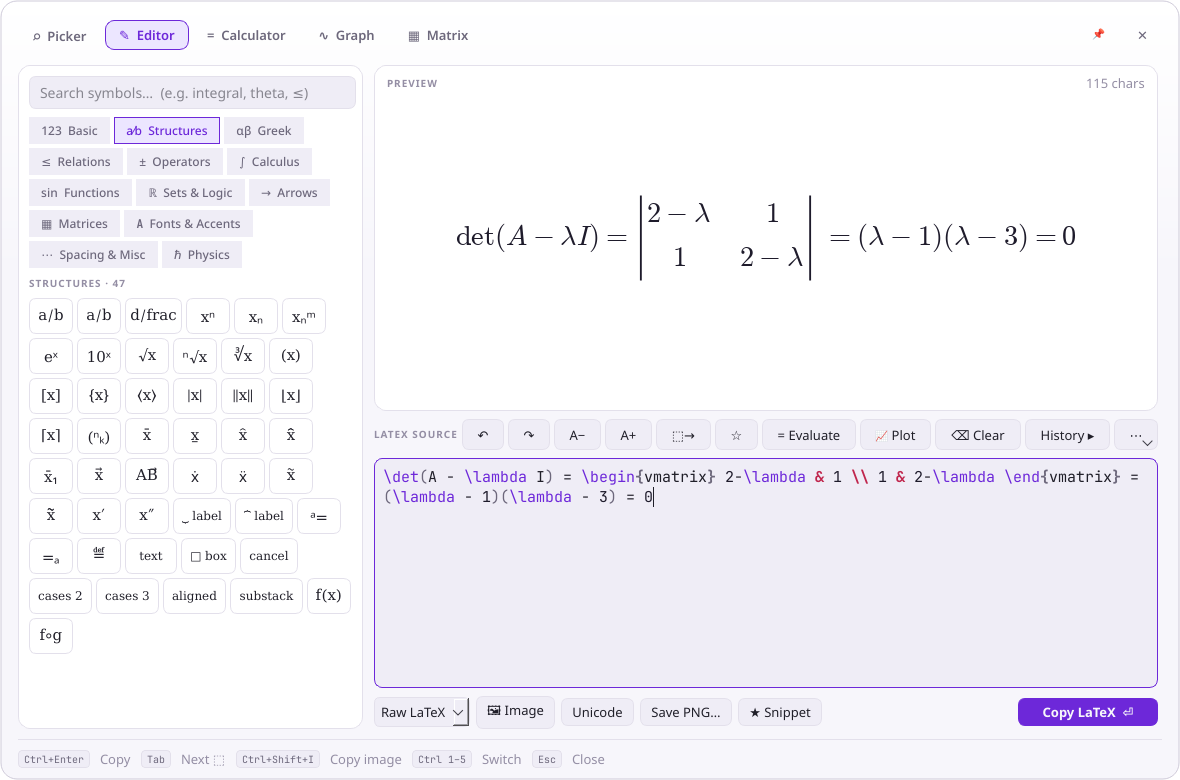 ⌕ Picker ✎ Editor = Calculator ∿ Graph ▦ Matrix 📌 ✕
Search symbols... (e.g. integral, theta, ≤)
123 Basic a⁄b Structures αβ Greek
≤ Relations ± Operators ∫ Calculus
sin Functions ℝ Sets & Logic → Arrows
▦ Matrices A Fonts & Accents
⋯ Spacing & Misc ℏ Physics
STRUCTURES · 47
a/b a/b d/frac xⁿ xₙ xₙᵐ
eˣ 10ˣ √x ⁿ√x ∛x (x)
[x] {x} ⟨x⟩ |x| ‖x‖ ⌊x⌋
⌈x⌉ (ⁿₖ) x̄ x̲ x̂ x̂
x̄₁ x⃗ AB⃗ ẋ ẍ x̃
x̃ x′ x″ ‿ label ⁀ label ᵃ=
=ₐ ≝ text □ box cancel
cases 2 cases 3 aligned substack f(x)
f∘g
PREVIEW 115 chars
det(A − λI) = |2 − λ 1
1 2 − λ| = (λ − 1)(λ − 3) = 0
LATEX SOURCE ↶ ↷ A− A+ ⬚→ ☆ = Evaluate 📈 Plot ⌫ Clear History ▸ ⋯
\det(A - \lambda I) = \begin{vmatrix} 2-\lambda & 1 \\ 1 & 2-\lambda \end{vmatrix} =
(\lambda - 1)(\lambda - 3) = 0
Raw LaTeX 🖼 Image Unicode Save PNG... ★ Snippet Copy LaTeX ⏎
Ctrl+Enter Copy Tab Next ⬚ Ctrl+Shift+I Copy image Ctrl 1–5 Switch Esc Close